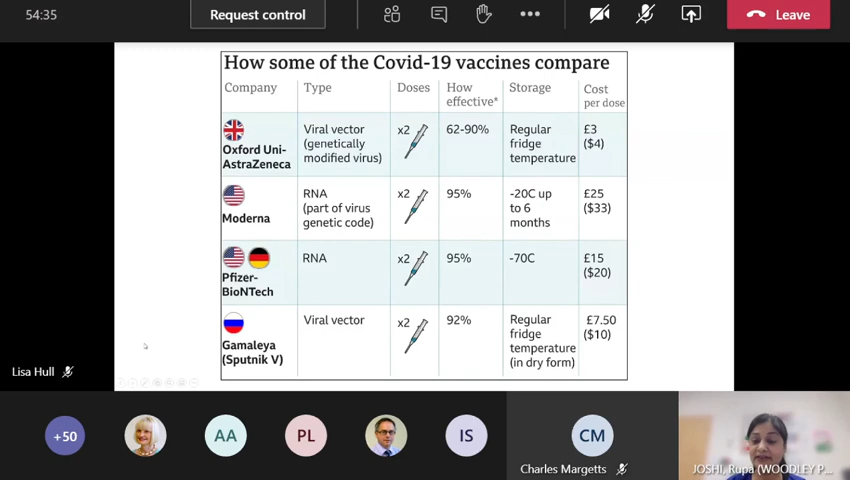 54:35
Request control
Leave
How some of the Covid-19 vaccines compare
Company
Type
Doses
How
effective*
Storage
Cost
per dose
Oxford Uni-
AstraZeneca
Viral vector
(genetically
modified virus)
x2
62-90%
Regular
fridge
temperature
£3
($4)
Moderna
RNA
(part of virus
genetic code)
x2
95%
-20C up
to 6
months
£25
($33)
Pfizer-
BioNTech
RNA
x2
95%
-70C
£15
($20)
Gamaleya
(Sputnik V)
Viral vector
x2
92%
Regular
fridge
temperature
(in dry form)
£7.50
($10)
Lisa Hull
+50
AA
PL
IS
CM
Charles Margetts
JOSHI, Rupa (WOODLEY P...